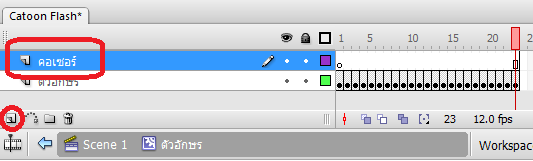 Catoon Flash*
1 5 10 15 20 2
คอเซอร์
ตัวอักษร
23 12.0 fps
Scene 1 ตัวอักษร Workspac